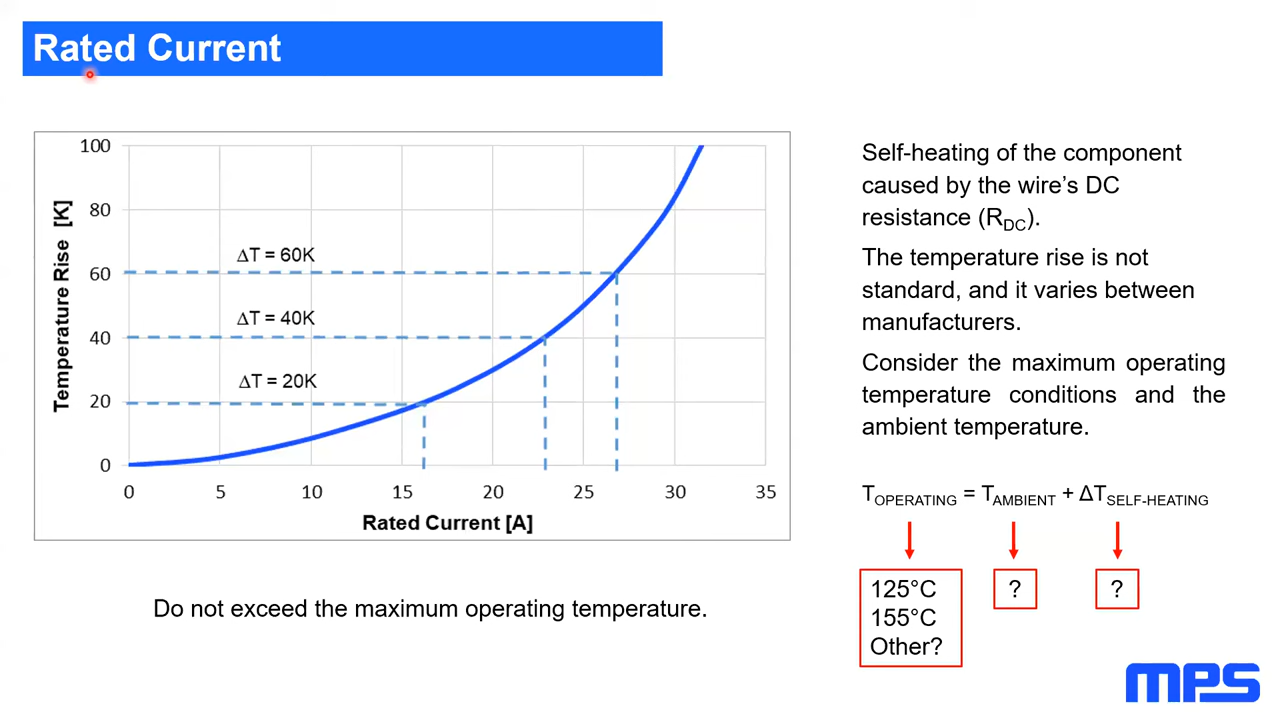 Rated Current
100
80
60
40
20
0
Temperature Rise [K]
ΔT = 60K
ΔT = 40K
ΔT = 20K
0 5 10 15 20 25 30 35
Rated Current [A]
Do not exceed the maximum operating temperature.
Self-heating of the component
caused by the wire’s DC
resistance (RDC).
The temperature rise is not
standard, and it varies between
manufacturers.
Consider the maximum operating
temperature conditions and the
ambient temperature.
TOPERATING = TAMBIENT + ΔTSELF-HEATING
125°C
155°C
Other?
?
?
mps